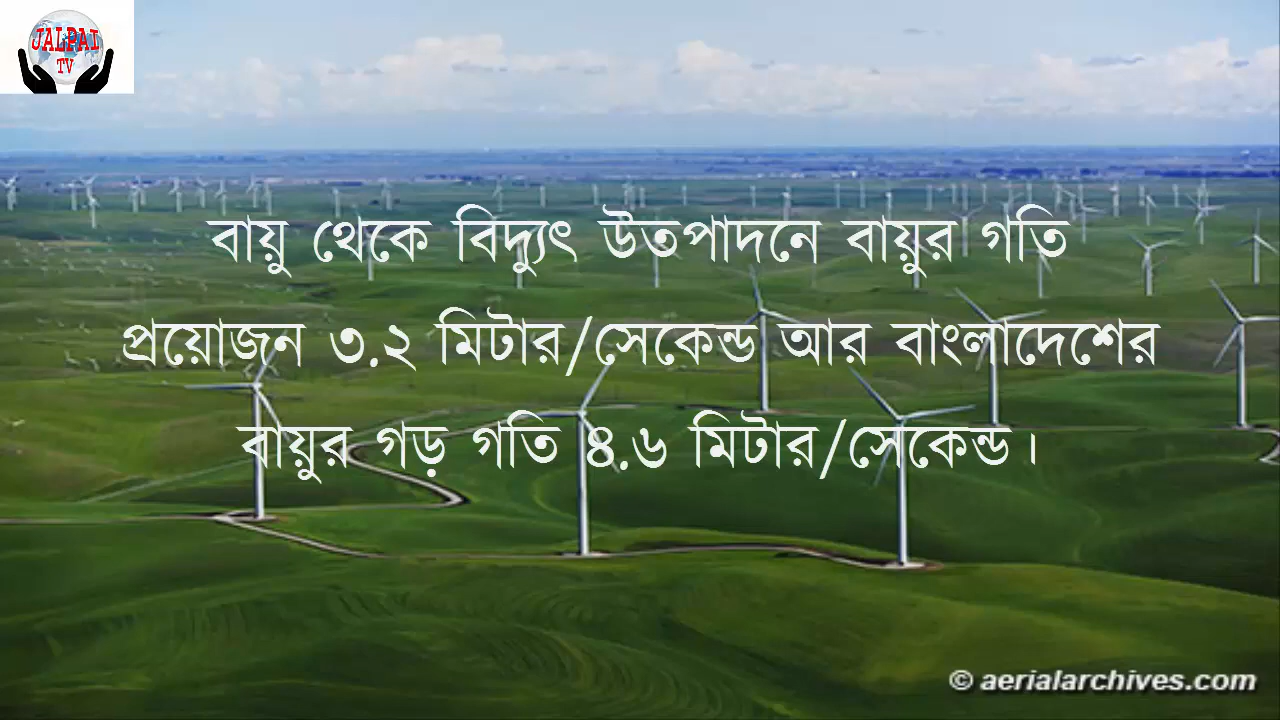 JALPAI
TV
বায়ু থেকে বিদ্যুৎ উতপাদনে বায়ুর গতি
প্রয়োজন ৩.২ মিটার/সেকেন্ড আর বাংলাদেশের
বায়ুর গড় গতি ৪.৬ মিটার/সেকেন্ড।
© aerialarchives.com